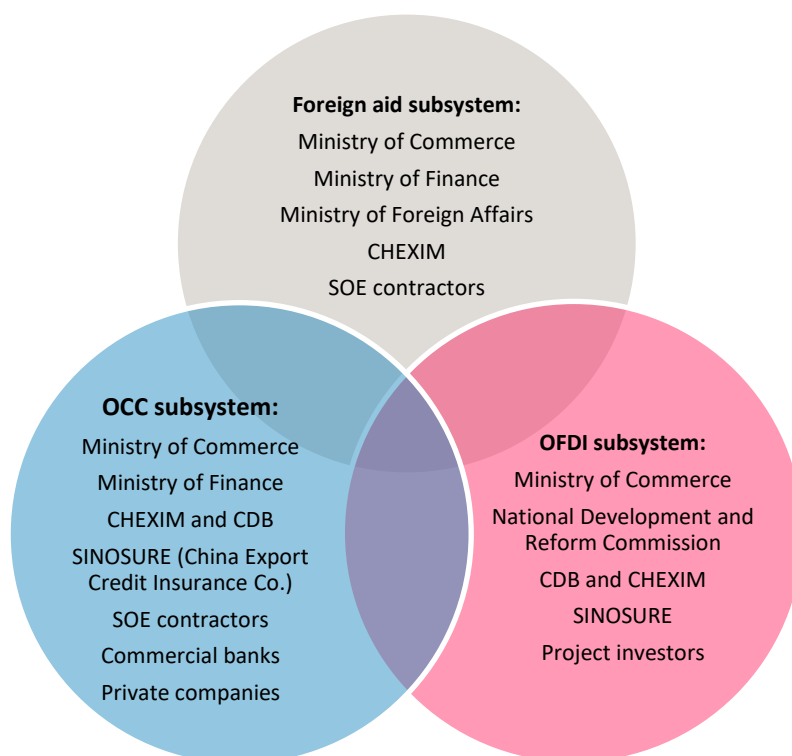 Foreign aid subsystem:
Ministry of Commerce
Ministry of Finance
Ministry of Foreign Affairs
CHEXIM
SOE contractors
OCC subsystem:
Ministry of Commerce
Ministry of Finance
CHEXIM and CDB
SINOSURE (China Export
Credit Insurance Co.)
SOE contractors
Commercial banks
Private companies
OFDI subsystem:
Ministry of Commerce
National Development and
Reform Commission
CDB and CHEXIM
SINOSURE
Project investors